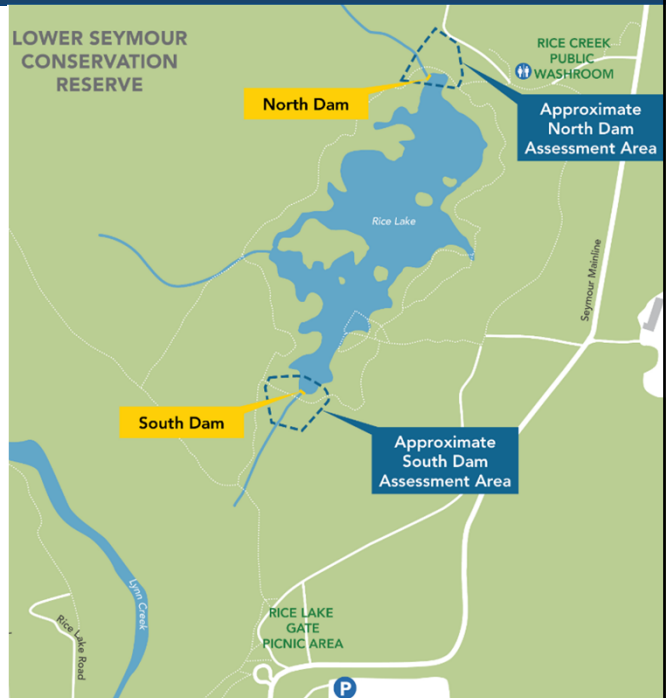 LOWER SEYMOUR
CONSERVATION
RESERVE
RICE CREEK
PUBLIC
WASHROOM
North Dam
Approximate
North Dam
Assessment Area
Rice Lake
Seymour Mainline
South Dam
Approximate
South Dam
Assessment Area
Lynn Creek
Rice Lake Road
RICE LAKE
GATE
PICNIC AREA
P